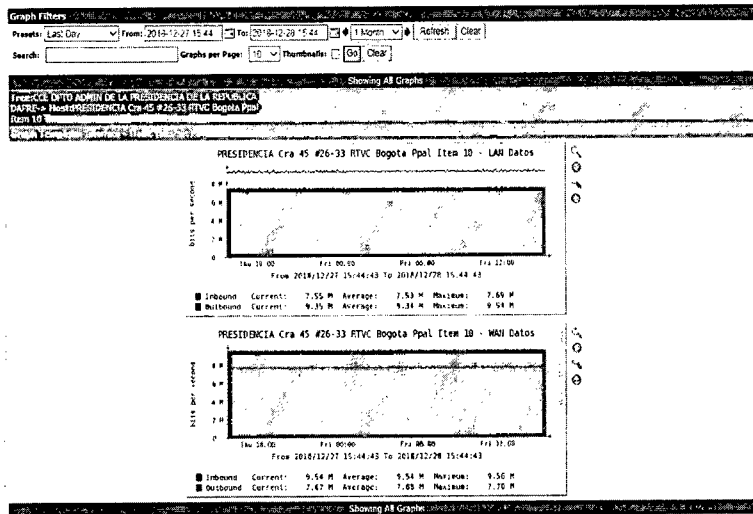 Graph Filters
Presets: Last Day From: 2018-12-27 15:44 To: 2018-12-28 15:44 1 Month Refresh Clear
Search: Graphs per Page: 10 Thumbnails: Go Clear
Showing All Graphs
Tree:CCE DPTO ADMIN DE LA PRESIDENCIA DE LA REPUBLICA
DAPRE-> Host:PRESIDENCIA Cra 45 #26-33 RTVC Bogota Ppal
Item 10
PRESIDENCIA Cra 45 #26-33 RTVC Bogota Ppal Item 10 - LAN Datos
bits per second
8 M
6 M
4 M
2 M
0
Thu 18:00 Fri 00:00 Fri 06:00 Fri 12:00
From 2018/12/27 15:44:43 To 2018/12/28 15:44:43
Inbound Current: 7.55 M Average: 7.53 M Maximum: 7.69 M
Outbound Current: 9.35 M Average: 9.34 M Maximum: 9.54 M
PRESIDENCIA Cra 45 #26-33 RTVC Bogota Ppal Item 10 - WAN Datos
bits per second
8 M
6 M
4 M
2 M
0
Thu 18:00 Fri 00:00 Fri 06:00 Fri 12:00
From 2018/12/27 15:44:43 To 2018/12/28 15:44:43
Inbound Current: 9.54 M Average: 9.54 M Maximum: 9.56 M
Outbound Current: 7.67 M Average: Maximum: 7.70 M
Showing All Graphs